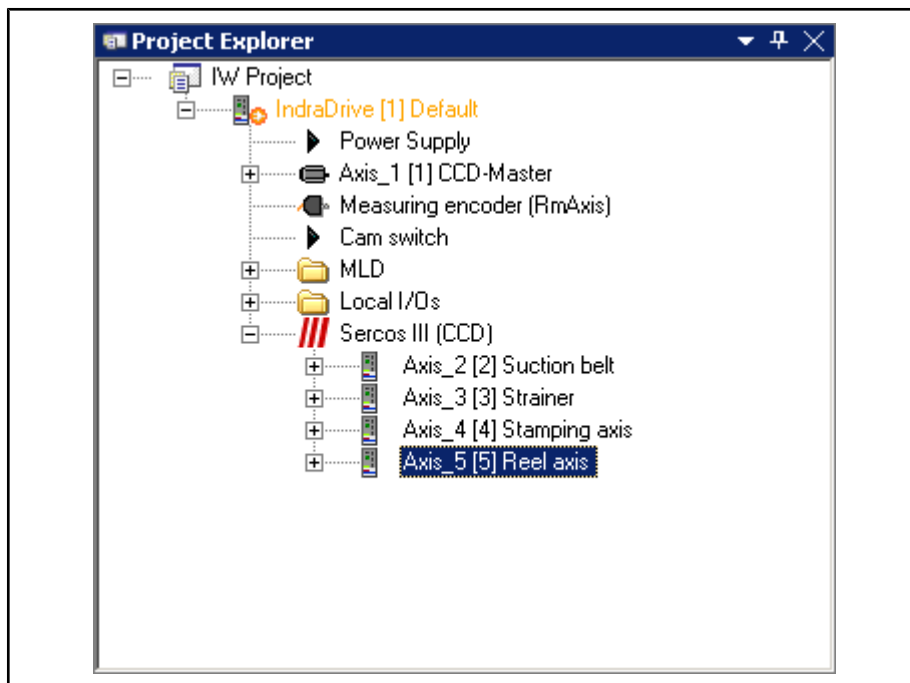 Project Explorer
IW Project
IndraDrive [1] Default
Power Supply
Axis_1 [1] CCD-Master
Measuring encoder (RmAxis)
Cam switch
MLD
Local I/Os
Sercos III (CCD)
Axis_2 [2] Suction belt
Axis_3 [3] Strainer
Axis_4 [4] Stamping axis
Axis_5 [5] Reel axis